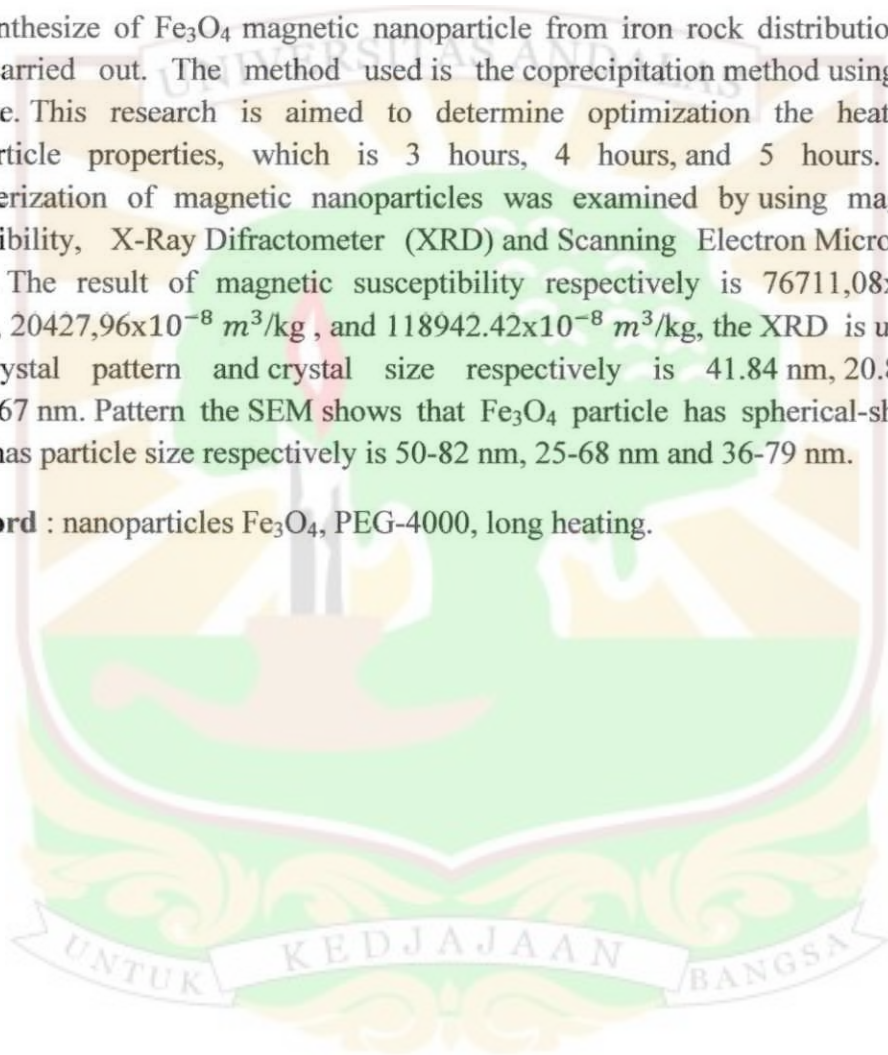 nthesize of Fe₃O₄ magnetic nanoparticle from iron rock distributio
arried out. The method used is the coprecipitation method using
e. This research is aimed to determine optimization the heat
rticle properties, which is 3 hours, 4 hours, and 5 hours.
erization of magnetic nanoparticles was examined by using ma
ibility, X-Ray Difractometer (XRD) and Scanning Electron Micro
The result of magnetic susceptibility respectively is 76711,08x
, 20427,96x10⁻⁸ m³/kg , and 118942.42x10⁻⁸ m³/kg, the XRD is u
ystal pattern and crystal size respectively is 41.84 nm, 20.8
67 nm. Pattern the SEM shows that Fe₃O₄ particle has spherical-sh
nas particle size respectively is 50-82 nm, 25-68 nm and 36-79 nm.
ord : nanoparticles Fe₃O₄, PEG-4000, long heating.
UNIVERSITAS ANDALAS
UNTUK KEDJAJAAN BANGSA